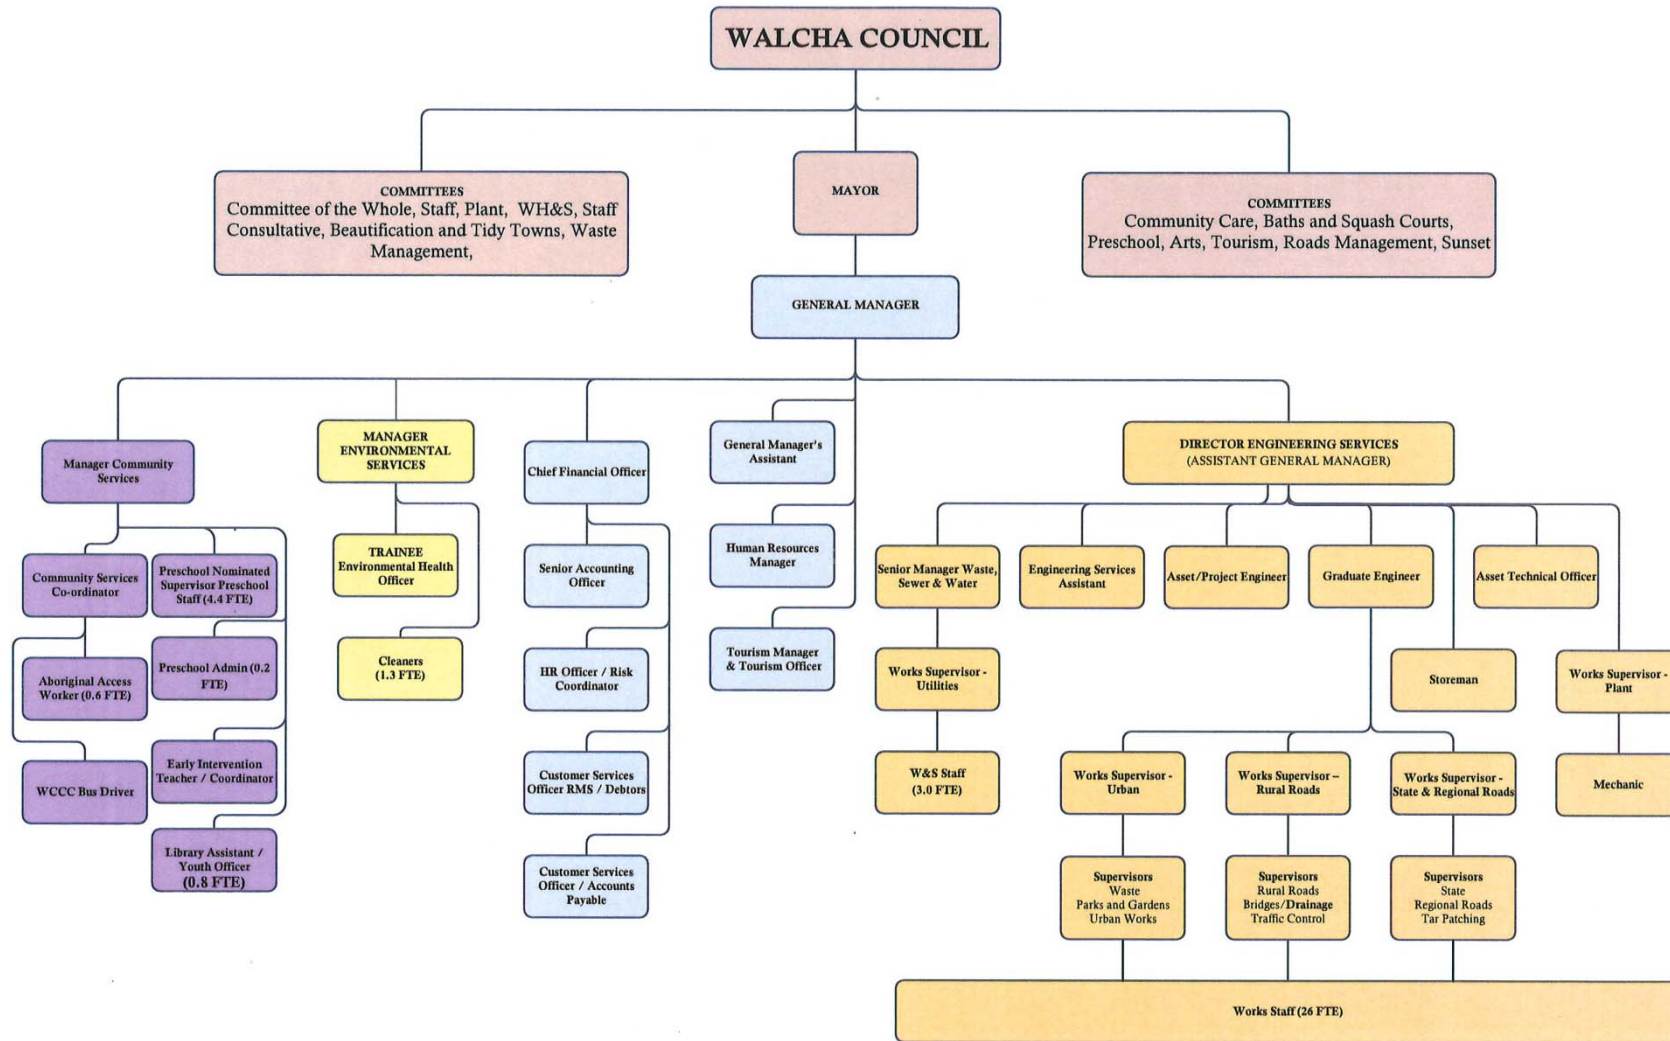 WALCHA COUNCIL
COMMITTEES
Committee of the Whole, Staff, Plant, WH&S, Staff
Consultative, Beautification and Tidy Towns, Waste
Management,
MAYOR
COMMITTEES
Community Care, Baths and Squash Courts,
Preschool, Arts, Tourism, Roads Management, Sunset
GENERAL MANAGER
Manager Community
Services
MANAGER
ENVIRONMENTAL
SERVICES
Chief Financial Officer
General Manager's
Assistant
DIRECTOR ENGINEERING SERVICES
(ASSISTANT GENERAL MANAGER)
Community Services
Co-ordinator
Preschool Nominated
Supervisor Preschool
Staff (4.4 FTE)
TRAINEE
Environmental Health
Officer
Senior Accounting
Officer
Human Resources
Manager
Senior Manager Waste,
Sewer & Water
Engineering Services
Assistant
Asset/Project Engineer
Graduate Engineer
Asset Technical Officer
Aboriginal Access
Worker (0.6 FTE)
Preschool Admin (0.2
FTE)
Cleaners
(1.3 FTE)
HR Officer / Risk
Coordinator
Tourism Manager
& Tourism Officer
Works Supervisor -
Utilities
Storeman
Works Supervisor -
Plant
WCCC Bus Driver
Early Intervention
Teacher / Coordinator
Customer Services
Officer RMS / Debtors
W&S Staff
(3.0 FTE)
Works Supervisor -
Urban
Works Supervisor –
Rural Roads
Works Supervisor -
State & Regional Roads
Mechanic
Library Assistant /
Youth Officer
(0.8 FTE)
Customer Services
Officer / Accounts
Payable
Supervisors
Waste
Parks and Gardens
Urban Works
Supervisors
Rural Roads
Bridges/Drainage
Traffic Control
Supervisors
State
Regional Roads
Tar Patching
Works Staff (26 FTE)